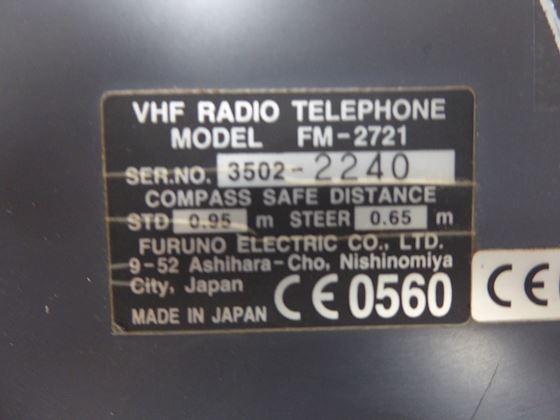 VHF RADIO TELEPHONE
MODEL FM-2721
SER.NO. 3502-2240
COMPASS SAFE DISTANCE
STD 0.95 m STEER 0.65 m
FURUNO ELECTRIC CO., LTD.
9-52 Ashihara-Cho, Nishinomiya
City, Japan
MADE IN JAPAN CE 0560
CE